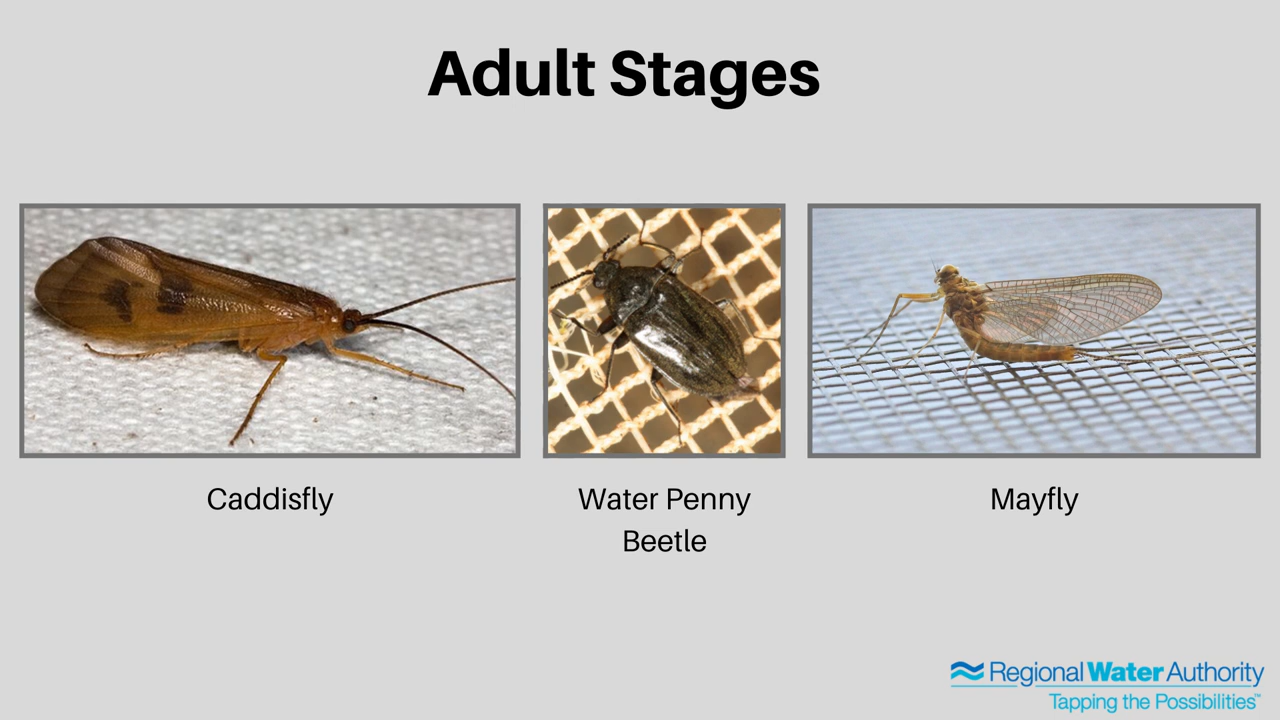 Adult Stages
Caddisfly
Water Penny
Beetle
Mayfly
Regional Water Authority
Tapping the Possibilities™